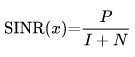 SINR(x)=P/(I + N)